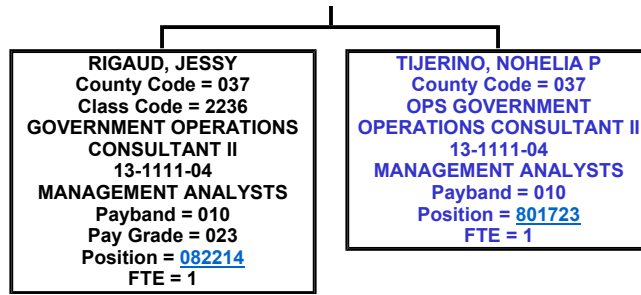 RIGAUD, JESSY
County Code = 037
Class Code = 2236
GOVERNMENT OPERATIONS
CONSULTANT II
13-1111-04
MANAGEMENT ANALYSTS
Payband = 010
Pay Grade = 023
Position = 082214
FTE = 1
TIJERINO, NOHELIA P
County Code = 037
OPS GOVERNMENT
OPERATIONS CONSULTANT II
13-1111-04
MANAGEMENT ANALYSTS
Payband = 010
Position = 801723
FTE = 1